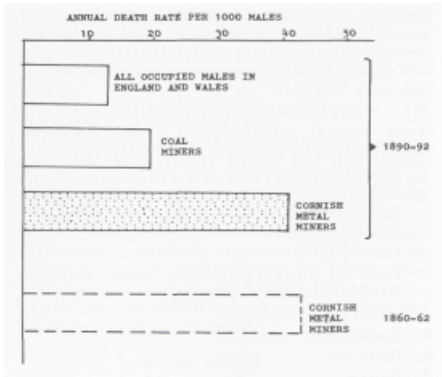 ANNUAL DEATH RATE PER 1000 MALES
10 20 30 40 50
ALL OCCUPIED MALES IN
ENGLAND AND WALES
COAL
MINERS
1890-92
CORNISH
METAL
MINERS
CORNISH
METAL
MINERS
1860-62